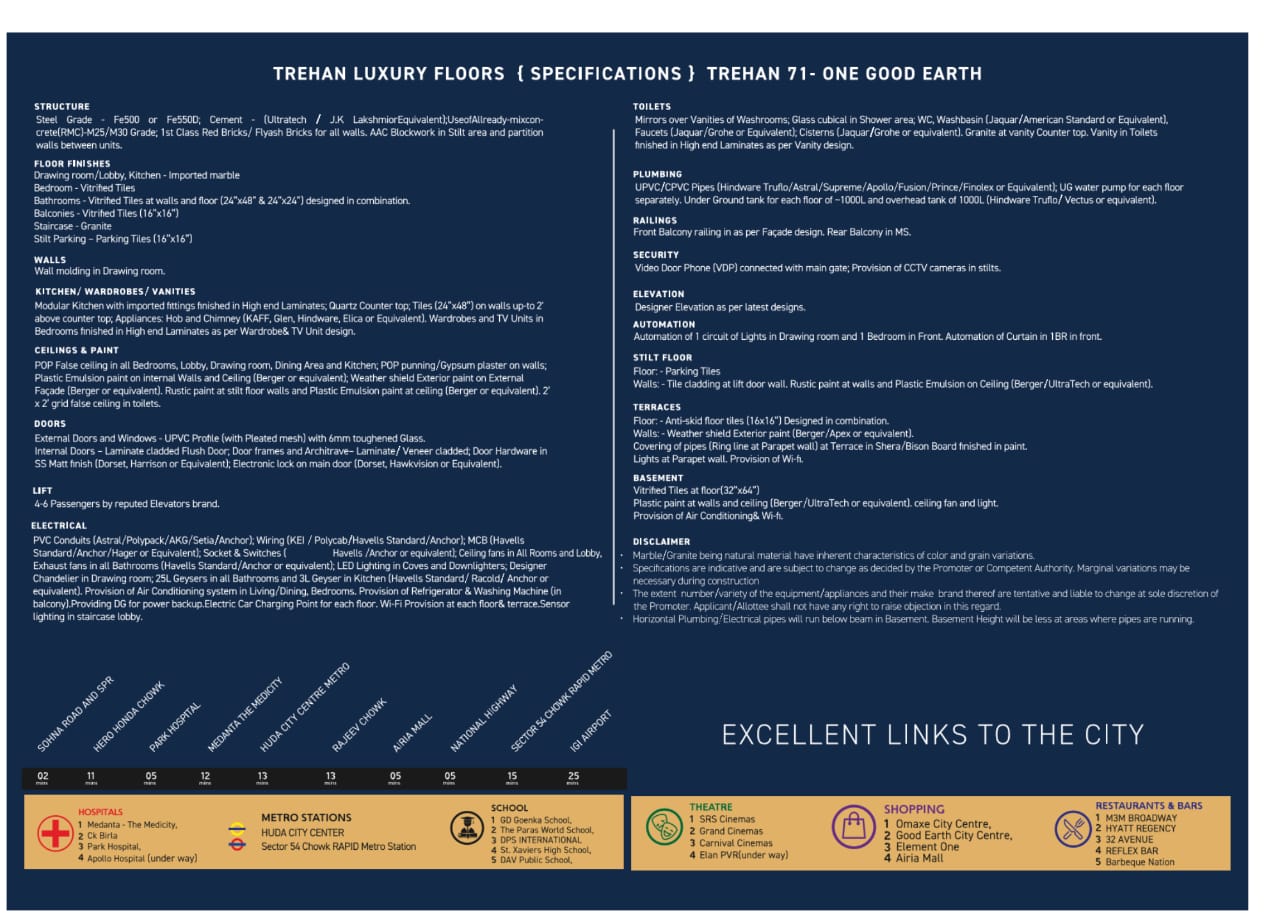 TREHAN LUXURY FLOORS { SPECIFICATIONS } TREHAN 71- ONE GOOD EARTH
STRUCTURE
Steel Grade - Fe500 or Fe550D; Cement - (Ultratech / J.K LakshmiorEquivalent);UseofAllready-mixcon-
crete(RMC)-M25/M30 Grade; 1st Class Red Bricks/ Flyash Bricks for all walls. AAC Blockwork in Stilt area and partition
walls between units.
FLOOR FINISHES
Drawing room/Lobby, Kitchen - Imported marble
Bedroom - Vitrified Tiles
Bathrooms - Vitrified Tiles at walls and floor (24"x48" & 24"x24") designed in combination.
Balconies - Vitrified Tiles (16"x16")
Staircase - Granite
Stilt Parking – Parking Tiles (16"x16")
WALLS
Wall molding in Drawing room.
KITCHEN/ WARDROBES/ VANITIES
Modular Kitchen with imported fittings finished in High end Laminates; Quartz Counter top; Tiles (24"x48") on walls up-to 2'
above counter top; Appliances: Hob and Chimney (KAFF, Glen, Hindware, Elica or Equivalent). Wardrobes and TV Units in
Bedrooms finished in High end Laminates as per Wardrobe& TV Unit design.
CEILINGS & PAINT
POP False ceiling in all Bedrooms, Lobby, Drawing room, Dining Area and Kitchen; POP punning/Gypsum plaster on walls;
Plastic Emulsion paint on internal Walls and Ceiling (Berger or equivalent); Weather shield Exterior paint on External
Façade (Berger or equivalent). Rustic paint at stilt floor walls and Plastic Emulsion paint at ceiling (Berger or equivalent). 2'
x 2' grid false ceiling in toilets.
DOORS
External Doors and Windows - UPVC Profile (with Pleated mesh) with 6mm toughened Glass.
Internal Doors – Laminate cladded Flush Door; Door frames and Architrave– Laminate/ Veneer cladded; Door Hardware in
SS Matt finish (Dorset, Harrison or Equivalent); Electronic lock on main door (Dorset, Hawkvision or Equivalent).
LIFT
4-6 Passengers by reputed Elevators brand.
ELECTRICAL
PVC Conduits (Astral/Polypack/AKG/Setia/Anchor); Wiring (KEI / Polycab/Havells Standard/Anchor); MCB (Havells
Standard/Anchor/Hager or Equivalent); Socket & Switches ( Havells /Anchor or equivalent); Ceiling fans in All Rooms and Lobby,
Exhaust fans in all Bathrooms (Havells Standard/Anchor or equivalent); LED Lighting in Coves and Downlighters; Designer
Chandelier in Drawing room; 25L Geysers in all Bathrooms and 3L Geyser in Kitchen (Havells Standard/ Racold/ Anchor or
equivalent). Provision of Air Conditioning system in Living/Dining, Bedrooms. Provision of Refrigerator & Washing Machine (in
balcony).Providing DG for power backup.Electric Car Charging Point for each floor. Wi-Fi Provision at each floor& terrace.Sensor
lighting in staircase lobby.
TOILETS
Mirrors over Vanities of Washrooms; Glass cubical in Shower area; WC, Washbasin (Jaquar/American Standard or Equivalent),
Faucets (Jaquar/Grohe or Equivalent); Cisterns (Jaquar/Grohe or equivalent). Granite at vanity Counter top. Vanity in Toilets
finished in High end Laminates as per Vanity design.
PLUMBING
UPVC/CPVC Pipes (Hindware Truflo/Astral/Supreme/Apollo/Fusion/Prince/Finolex or Equivalent); UG water pump for each floor
separately. Under Ground tank for each floor of ~1000L and overhead tank of 1000L (Hindware Truflo/ Vectus or equivalent).
RAILINGS
Front Balcony railing in as per Façade design. Rear Balcony in MS.
SECURITY
Video Door Phone (VDP) connected with main gate; Provision of CCTV cameras in stilts.
ELEVATION
Designer Elevation as per latest designs.
AUTOMATION
Automation of 1 circuit of Lights in Drawing room and 1 Bedroom in Front. Automation of Curtain in 1BR in front.
STILT FLOOR
Floor: - Parking Tiles
Walls: - Tile cladding at lift door wall. Rustic paint at walls and Plastic Emulsion on Ceiling (Berger/UltraTech or equivalent).
TERRACES
Floor: - Anti-skid floor tiles (16x16") Designed in combination.
Walls: - Weather shield Exterior paint (Berger/Apex or equivalent).
Covering of pipes (Ring line at Parapet wall) at Terrace in Shera/Bison Board finished in paint.
Lights at Parapet wall. Provision of Wi-fi.
BASEMENT
Vitrified Tiles at floor(32"x64")
Plastic paint at walls and ceiling (Berger/UltraTech or equivalent). ceiling fan and light.
Provision of Air Conditioning& Wi-fi.
DISCLAIMER
• Marble/Granite being natural material have inherent characteristics of color and grain variations.
• Specifications are indicative and are subject to change as decided by the Promoter or Competent Authority. Marginal variations may be
necessary during construction
• The extent number/variety of the equipment/appliances and their make brand thereof are tentative and liable to change at sole discretion of
the Promoter. Applicant/Allottee shall not have any right to raise objection in this regard.
• Horizontal Plumbing/Electrical pipes will run below beam in Basement. Basement Height will be less at areas where pipes are running.
SOHNA ROAD AND SPR
HERO HONDA CHOWK
PARK HOSPITAL
MEDANTA THE MEDICITY
HUDA CITY CENTRE METRO
RAJEEV CHOWK
AIRIA MALL
NATIONAL HIGHWAY
SECTOR 54 CHOWK RAPID METRO
IGI AIRPORT
02 11 05 12 13 13 05 05 15 25
mins mins mins mins mins mins mins mins mins mins
EXCELLENT LINKS TO THE CITY
HOSPITALS
1 Medanta - The Medicity,
2 Ck Birla
3 Park Hospital,
4 Apollo Hospital (under way)
METRO STATIONS
HUDA CITY CENTER
Sector 54 Chowk RAPID Metro Station
SCHOOL
1 GD Goenka School,
2 The Paras World School,
3 DPS INTERNATIONAL
4 St. Xaviers High School,
5 DAV Public School,
THEATRE
1 SRS Cinemas
2 Grand Cinemas
3 Carnival Cinemas
4 Elan PVR(under way)
SHOPPING
1 Omaxe City Centre,
2 Good Earth City Centre,
3 Element One
4 Airia Mall
RESTAURANTS & BARS
1 M3M BROADWAY
2 HYATT REGENCY
3 32 AVENUE
4 REFLEX BAR
5 Barbeque Nation